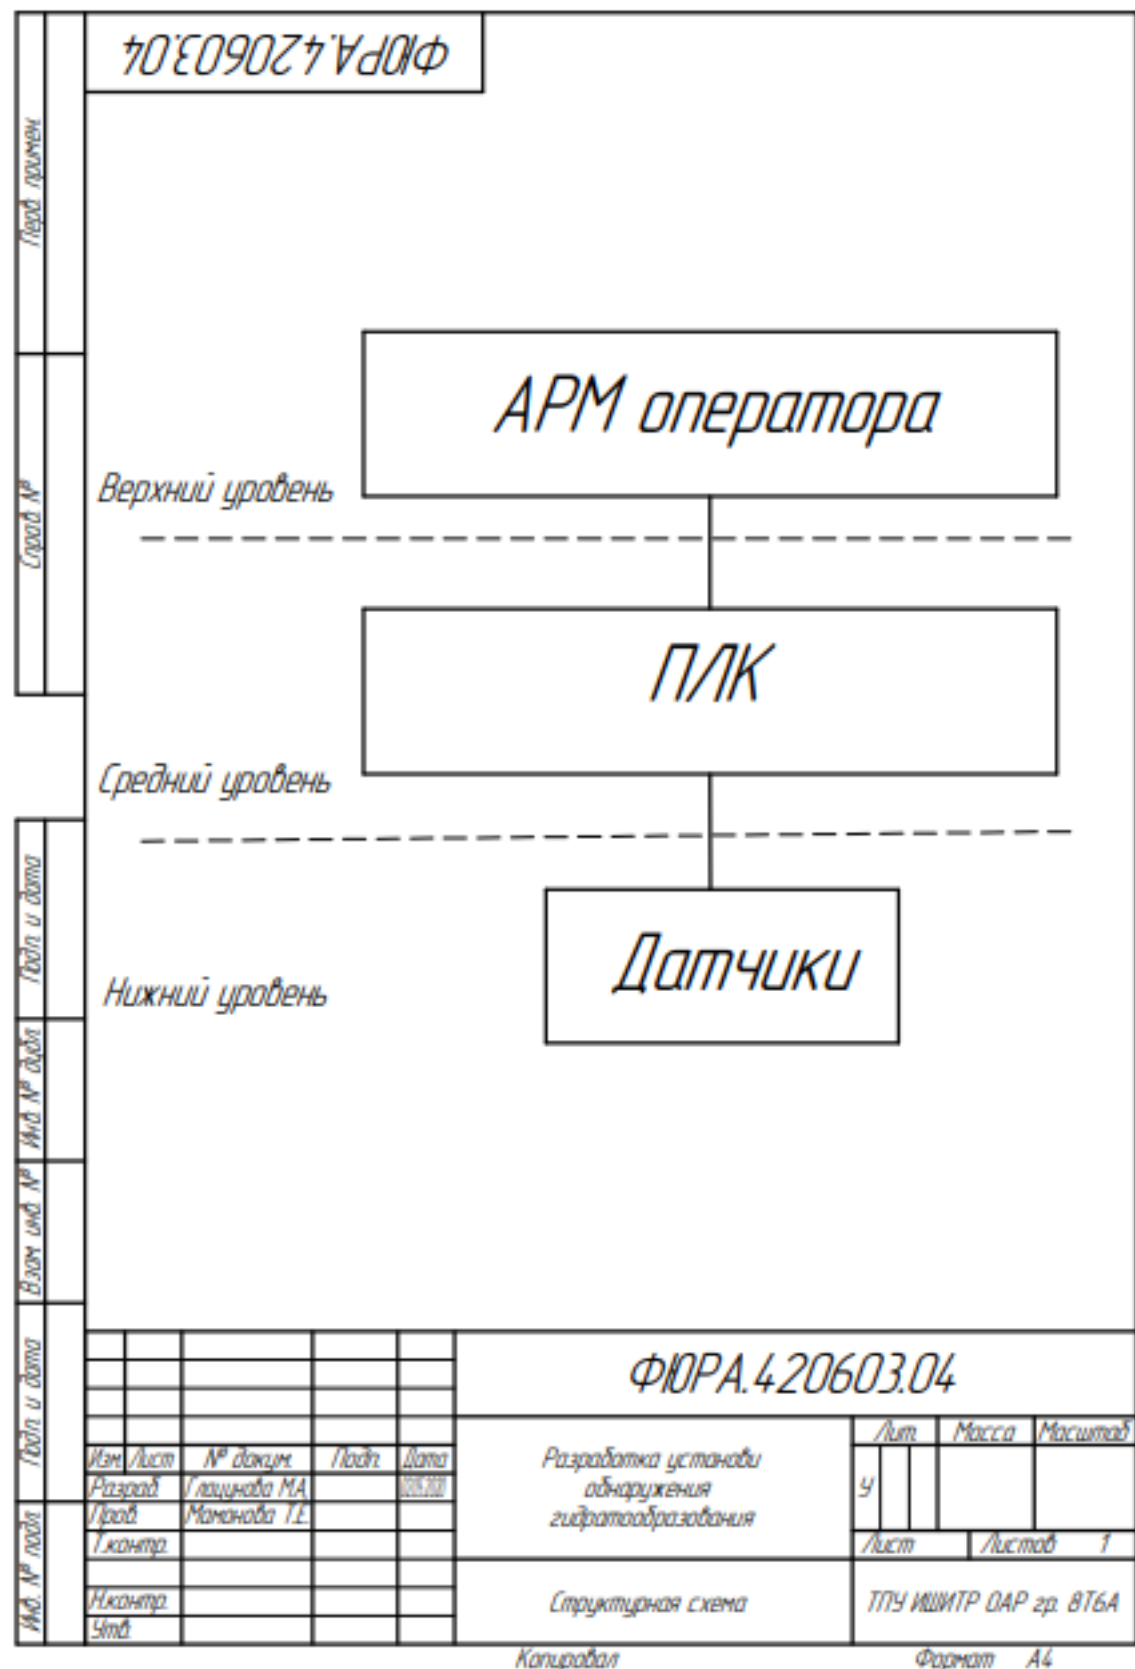 ФЮРА.420603.04
Перв. примен.
Справ. №
АРМ оператора
Верхний уровень
ПЛК
Средний уровень
Датчики
Нижний уровень
Подп. и дата
Инв. № дубл.
Взам. инв. №
Подп. и дата
Инв. № подл.
ФЮРА.420603.04
Изм. Лист № докум. Подп. Дата
Разраб.
Пров. Мамонова Т.Е.
Т.контр.
Н.контр.
Утв.
Разработка установи
обнаружения
гидратообразования
Лит. Масса Масштаб
У
Лист Листов 1
Структурная схема
ТПУ ИШИТР ОАР гр. 8Т6А
Копировал Формат А4